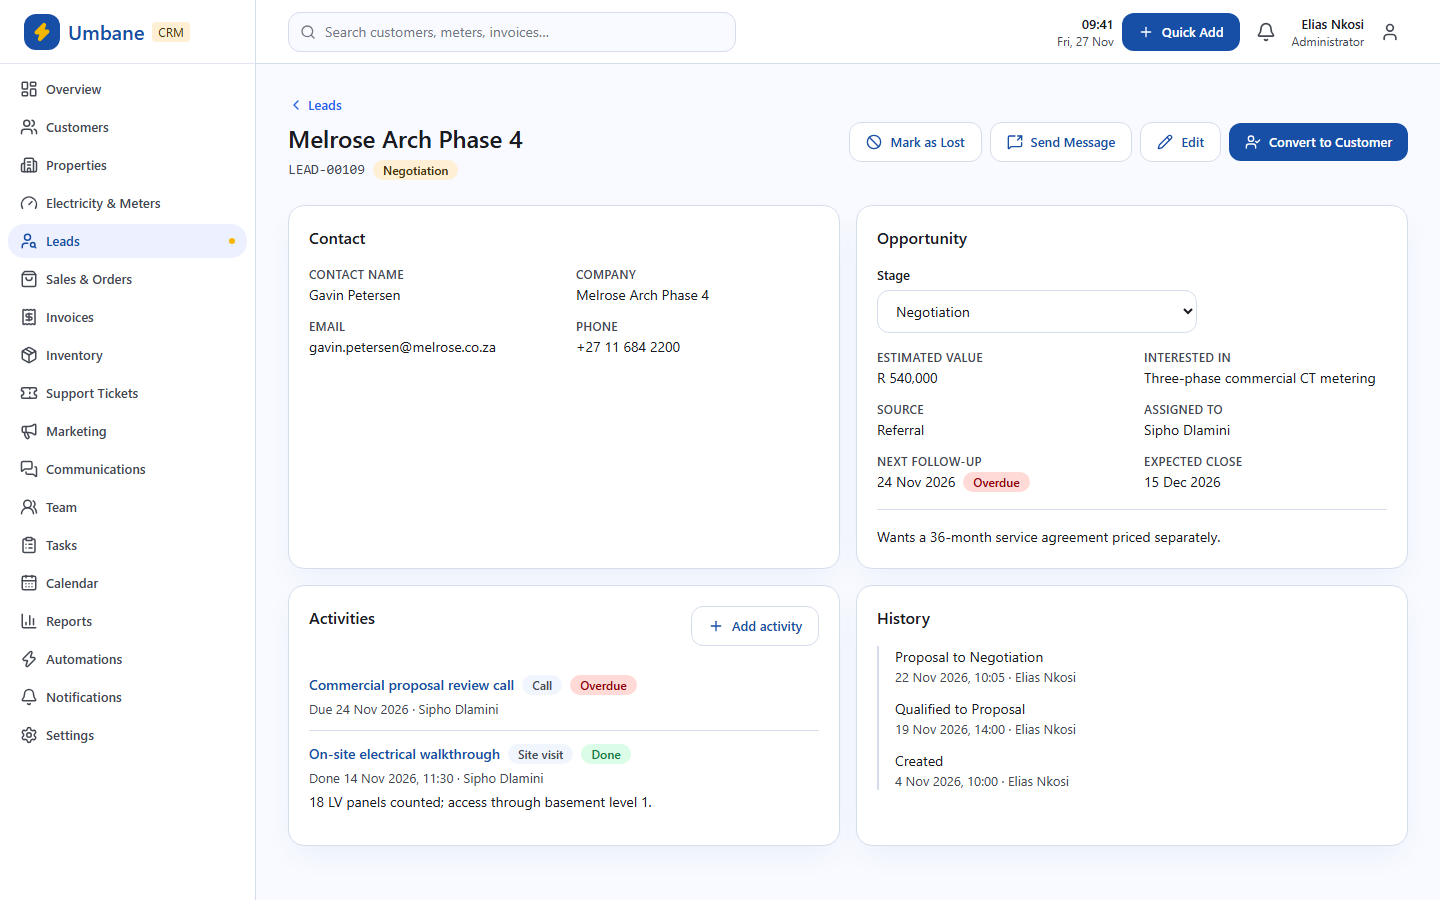 Umbane CRM
Search customers, meters, invoices...
09:41
Fri, 27 Nov
Quick Add
Elias Nkosi
Administrator
Overview
Customers
Properties
Electricity & Meters
Leads
Sales & Orders
Invoices
Inventory
Support Tickets
Marketing
Communications
Team
Tasks
Calendar
Reports
Automations
Notifications
Settings
Leads
Melrose Arch Phase 4
LEAD-00109 Negotiation
Mark as Lost
Send Message
Edit
Convert to Customer
Contact
CONTACT NAME
Gavin Petersen
COMPANY
Melrose Arch Phase 4
EMAIL
gavin.petersen@melrose.co.za
PHONE
+27 11 684 2200
Opportunity
Stage
Negotiation
ESTIMATED VALUE
R 540,000
INTERESTED IN
Three-phase commercial CT metering
SOURCE
Referral
ASSIGNED TO
Sipho Dlamini
NEXT FOLLOW-UP
24 Nov 2026 Overdue
EXPECTED CLOSE
15 Dec 2026
Wants a 36-month service agreement priced separately.
Activities
Add activity
Commercial proposal review call Call Overdue
Due 24 Nov 2026 · Sipho Dlamini
On-site electrical walkthrough Site visit Done
Done 14 Nov 2026, 11:30 · Sipho Dlamini
18 LV panels counted; access through basement level 1.
History
Proposal to Negotiation
22 Nov 2026, 10:05 · Elias Nkosi
Qualified to Proposal
19 Nov 2026, 14:00 · Elias Nkosi
Created
4 Nov 2026, 10:00 · Elias Nkosi